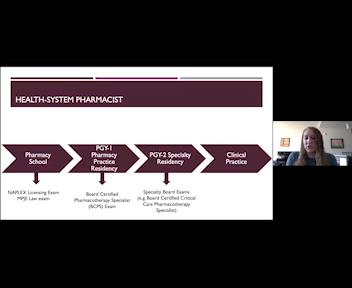 HEALTH-SYSTEM PHARMACIST
Pharmacy
School
PGY-1
Pharmacy
Practice
Residency
PGY-2 Specialty
Residency
Clinical
Practice
NAPLEX Licensing Exam
MPJE Law exam
Board Certified
Pharmacotherapy Specialist
(BCPS) Exam
Specialty Board Exams
(e.g. Board Certified Critical
Care Pharmacotherapy
Specialist)